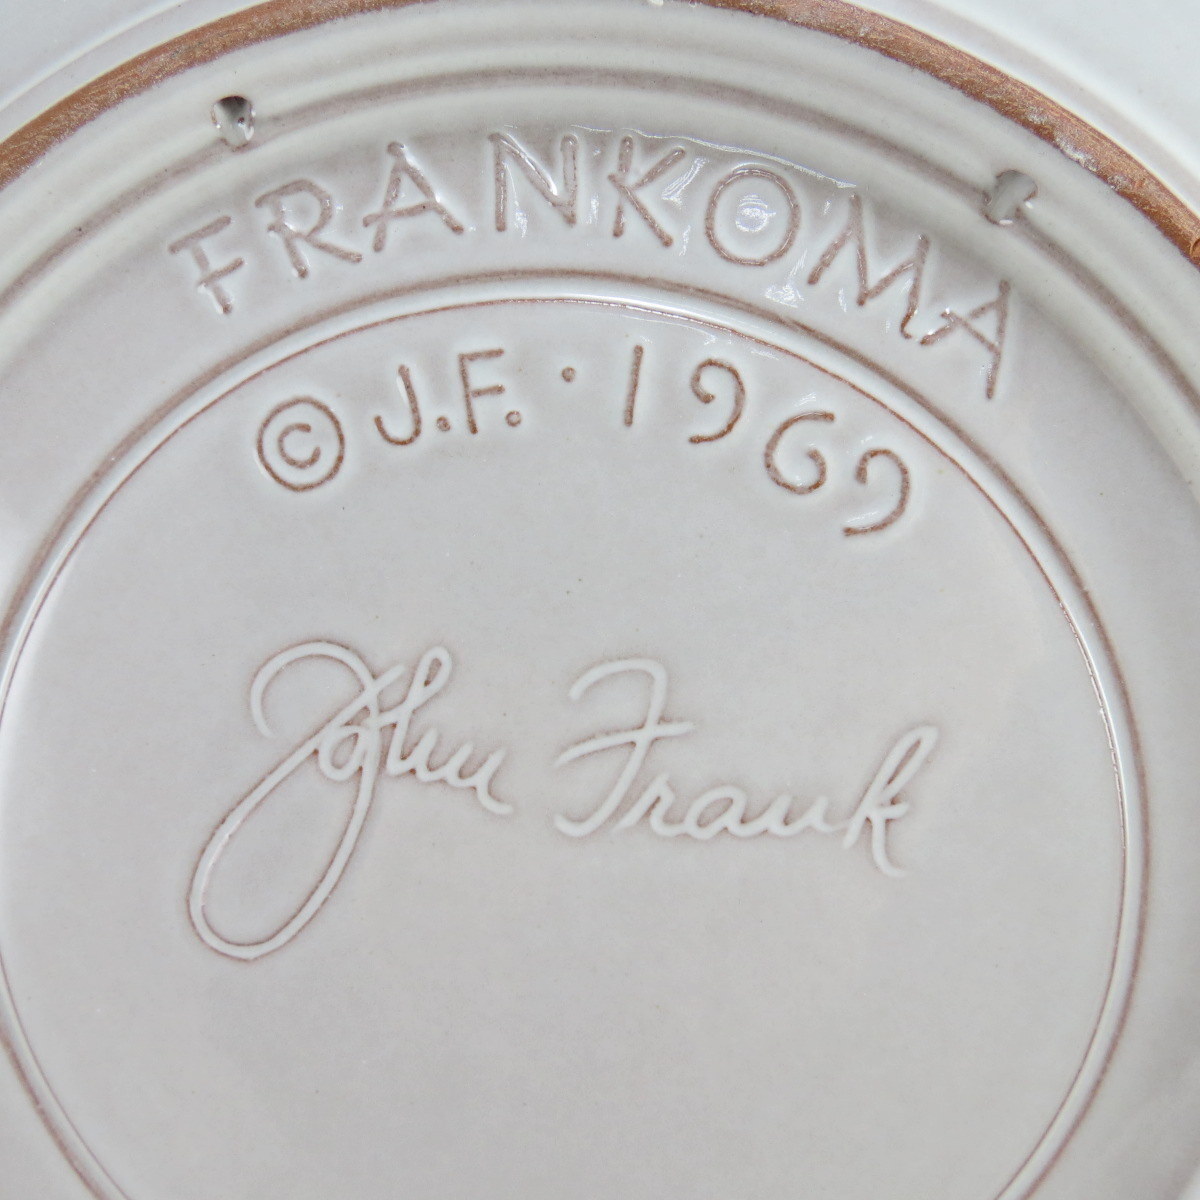 FRANKOMA
© J.F. · 1969
John Frank